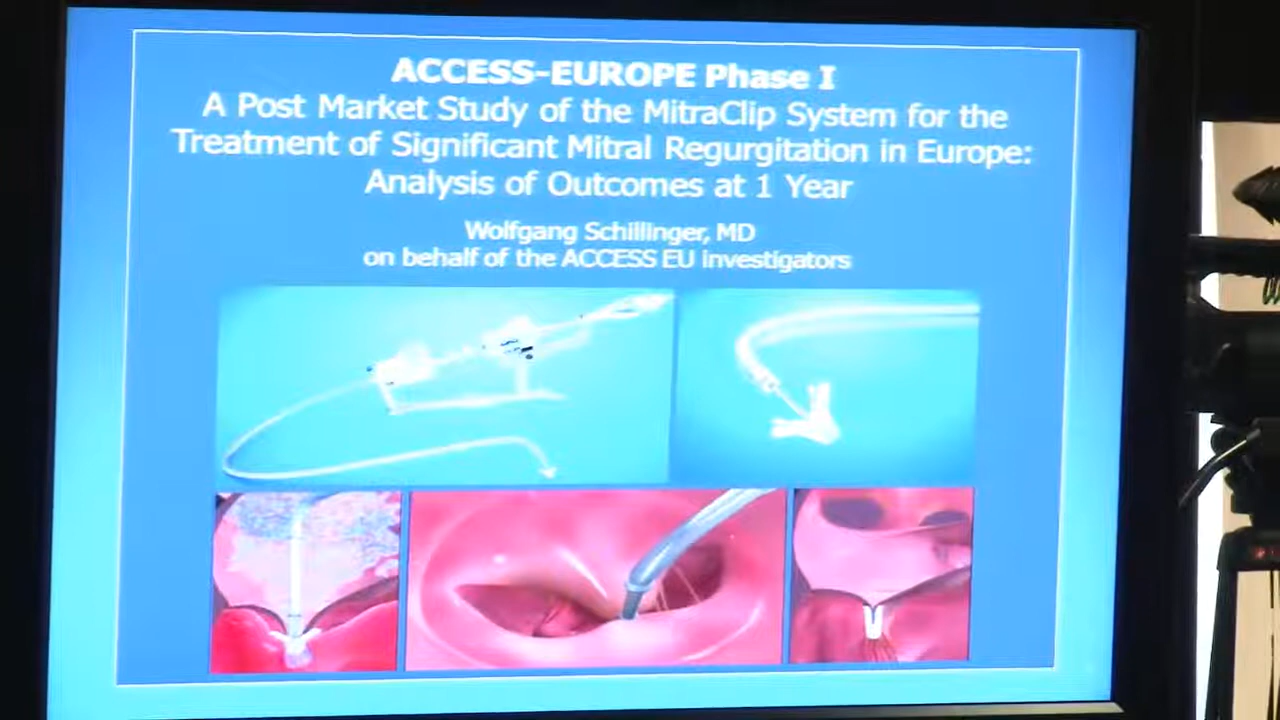 ACCESS-EUROPE Phase I
A Post Market Study of the MitraClip System for the
Treatment of Significant Mitral Regurgitation in Europe:
Analysis of Outcomes at 1 Year
Wolfgang Schillinger, MD
on behalf of the ACCESS EU investigators